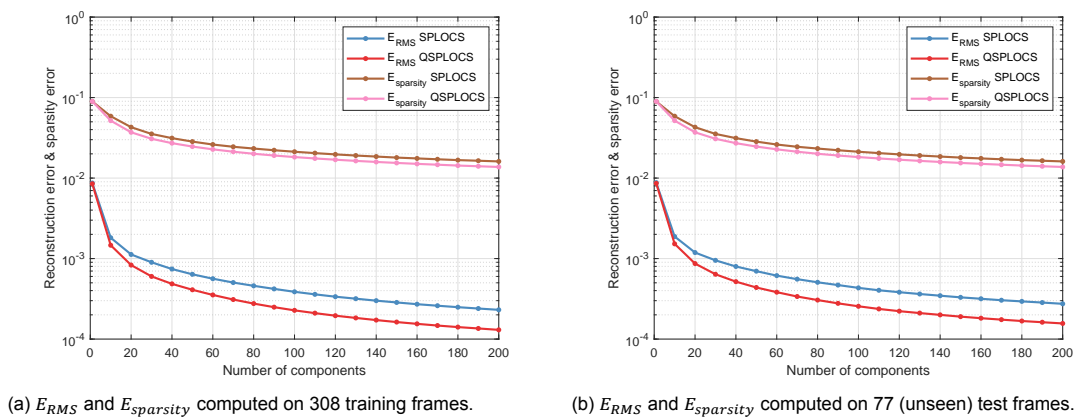 10^0
10^-1
10^-2
10^-3
10^-4
Reconstruction error & sparsity error
0 20 40 60 80 100 120 140 160 180 200
Number of components
E_RMS SPLOCS
E_RMS QSPLOCS
E_sparsity SPLOCS
E_sparsity QSPLOCS
(a) E_RMS and E_sparsity computed on 308 training frames.
10^0
10^-1
10^-2
10^-3
10^-4
Reconstruction error & sparsity error
0 20 40 60 80 100 120 140 160 180 200
Number of components
E_RMS SPLOCS
E_RMS QSPLOCS
E_sparsity SPLOCS
E_sparsity QSPLOCS
(b) E_RMS and E_sparsity computed on 77 (unseen) test frames.